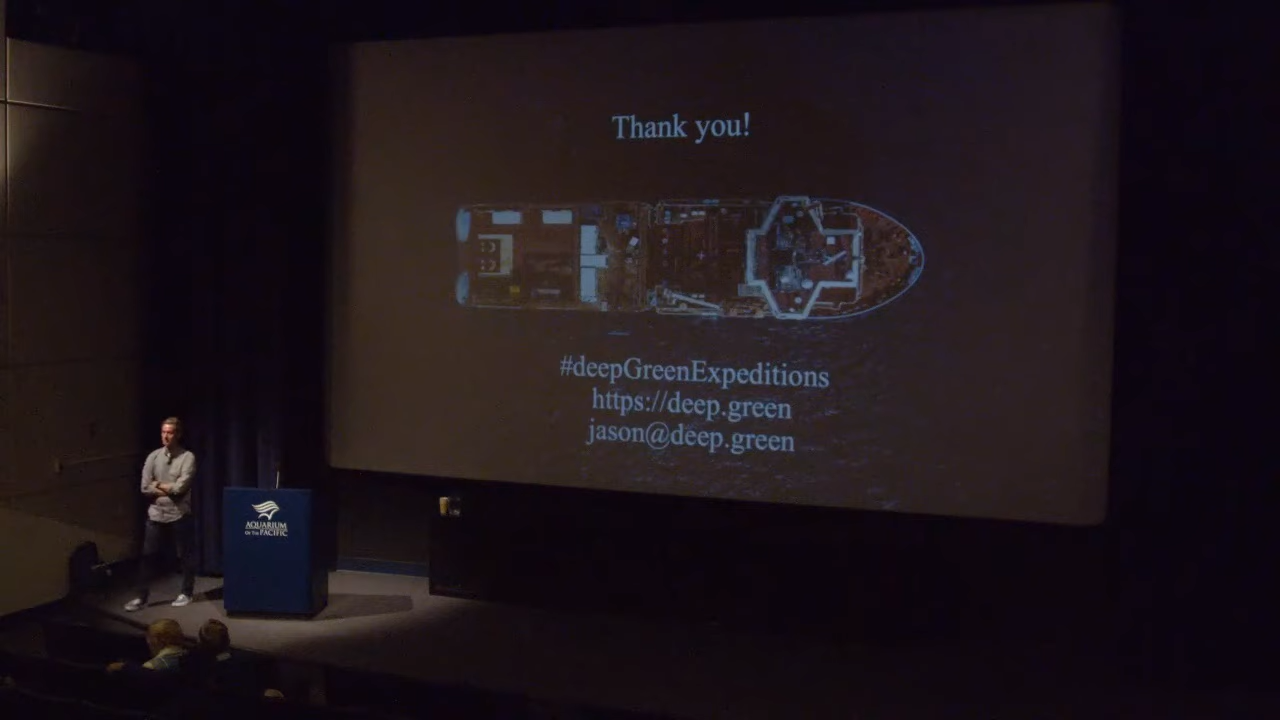 Thank you!
#deepGreenExpeditions
https://deep.green
jason@deep.green
AQUARIUM
OF THE PACIFIC